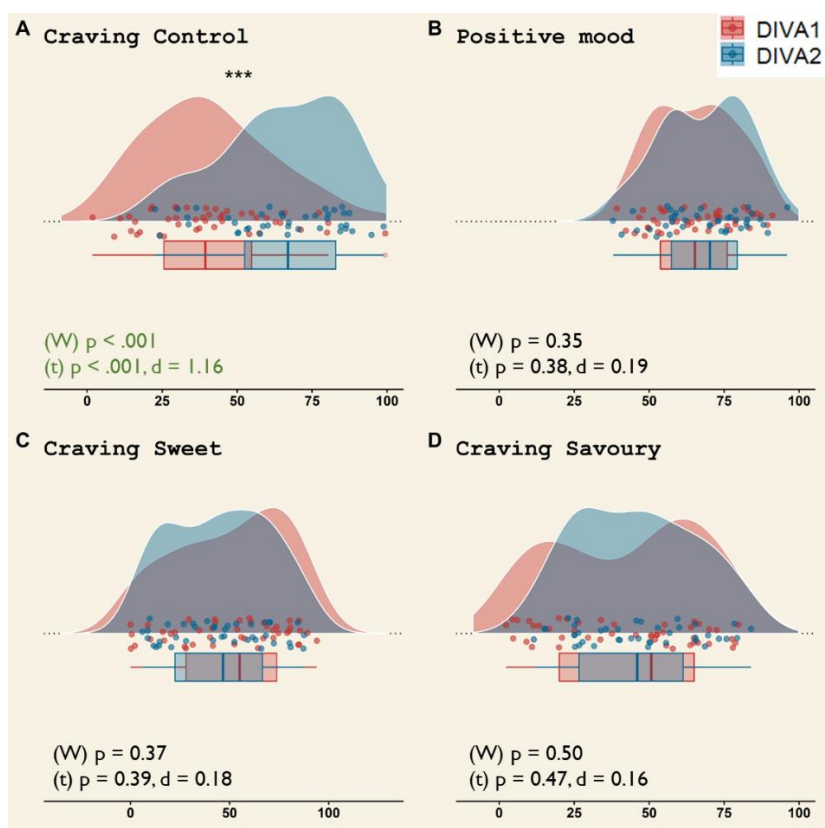 A Craving Control
***
(W) p < .001
(t) p < .001, d = 1.16
0 25 50 75 100
B Positive mood
DIVA1
DIVA2
(W) p = 0.35
(t) p = 0.38, d = 0.19
0 25 50 75 100
C Craving Sweet
(W) p = 0.37
(t) p = 0.39, d = 0.18
0 50 100
D Craving Savoury
(W) p = 0.50
(t) p = 0.47, d = 0.16
0 25 50 75 100